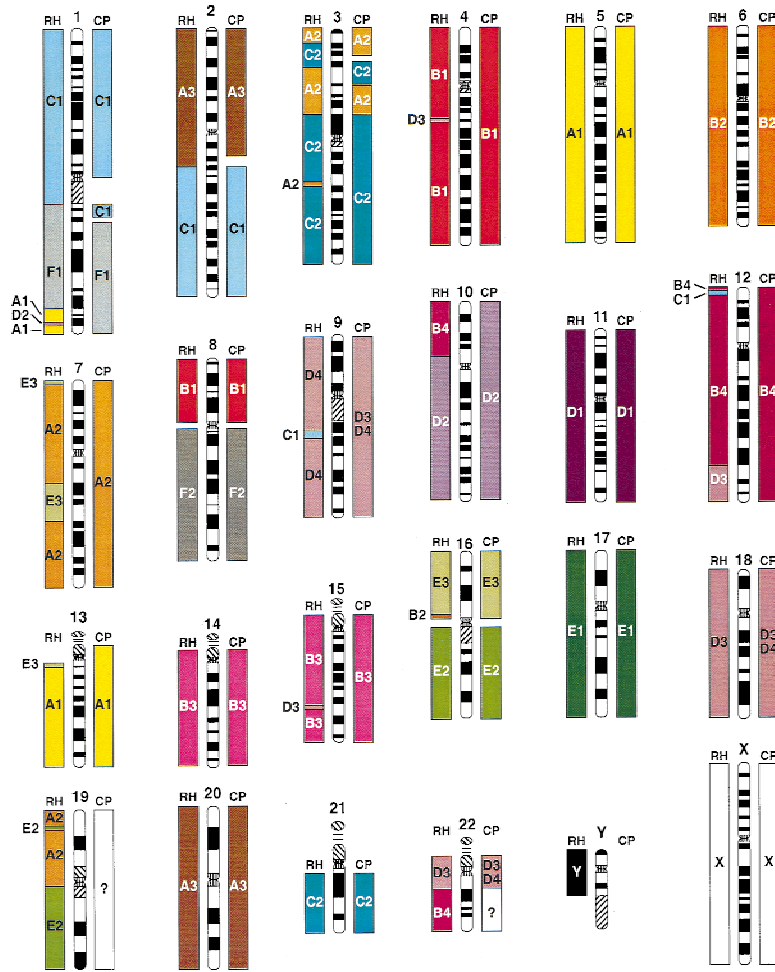 1
RH CP
C1 C1
C1
F1 F1
A1
D2
A1
2
RH CP
A3 A3
C1 C1
3
RH CP
A2 A2
C2 C2
A2 A2
C2
A2
C2 C2
4
RH CP
B1
D3 B1
B1
5
RH CP
A1 A1
6
RH CP
B2 B2
7
RH CP
E3
A2
E3 A2
A2
8
RH CP
B1 B1
F2 F2
9
RH CP
D4
D3
D4
C1
D4
10
RH CP
B4
D2 D2
11
RH CP
D1 D1
12
RH CP
B4
C1
B4 B4
D3
13
RH CP
E3
A1 A1
14
RH CP
B3 B3
15
RH CP
B3 B3
D3
B3
16
RH CP
E3 E3
B2
E2 E2
17
RH CP
E1 E1
18
RH CP
D3 D3
D4
19
RH CP
A2
E2
A2
?
E2
20
RH CP
A3 A3
21
RH CP
C2 C2
22
RH CP
D3 D3
D4
B4 ?
Y
RH CP
Y
X
RH CP
X X